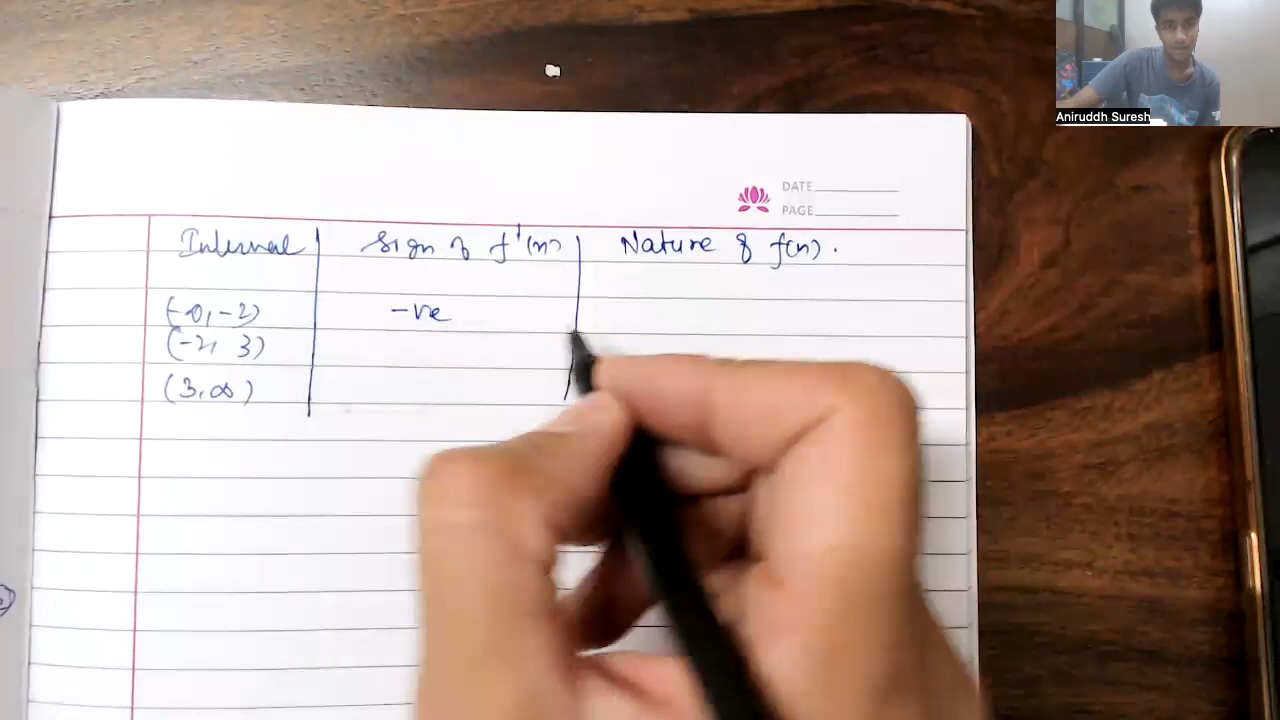 DATE
PAGE
Aniruddh Suresh
Interval Sign of f'(x) Nature of f(x).
(-∞, -2) -ve
(-2, 3)
(3, ∞)